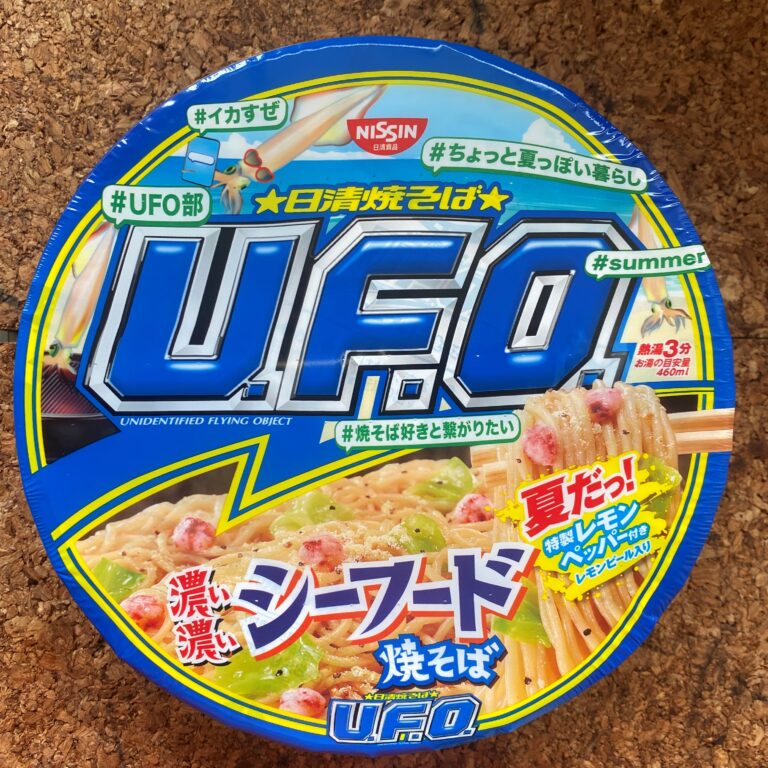 #イカすぜ
NISSIN
日清食品
#ちょっと夏っぽい暮らし
#UFO部
★日清焼そば★
U.F.O.
#summer
熱湯3分
お湯の目安量
460ml
UNIDENTIFIED FLYING OBJECT
#焼そば好きと繋がりたい
夏だっ!
特製レモン
ペッパー付き
レモンピール入り
濃い
濃い
シーフード
焼そば
★日清焼そば★
U.F.O.